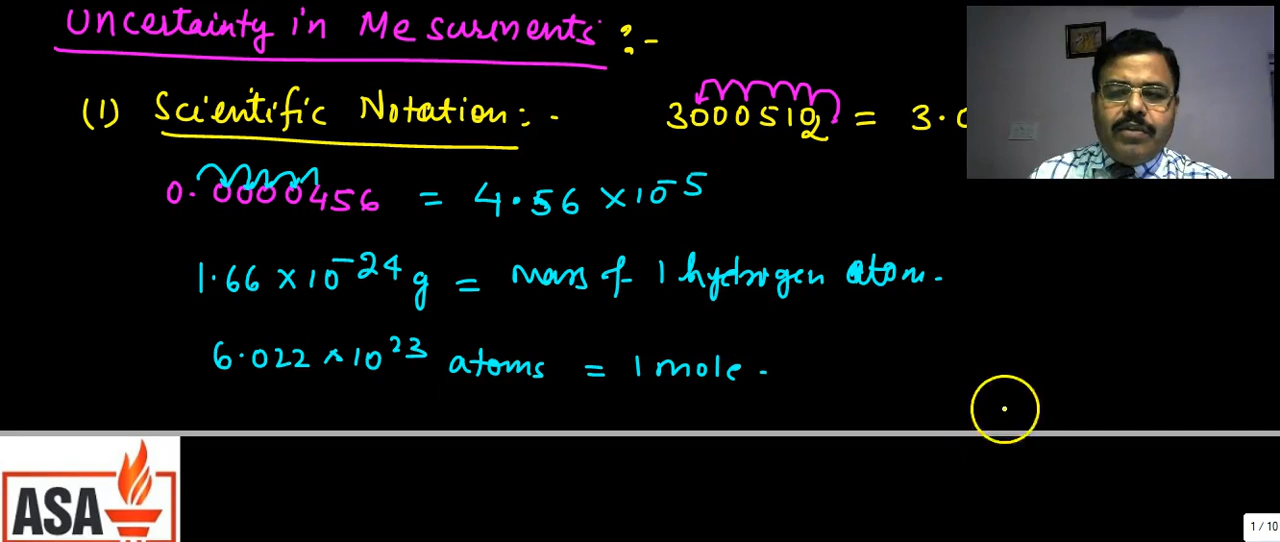 Uncertainty in Mesurments :-
(1) Scientific Notation :-
3000510 = 3.0
0.0000456 = 4.56 × 10⁻⁵
1.66 × 10⁻²⁴ g = mass of 1 hydrogen atom.
6.022 × 10²³ atoms = 1 mole.
ASA
1 / 10